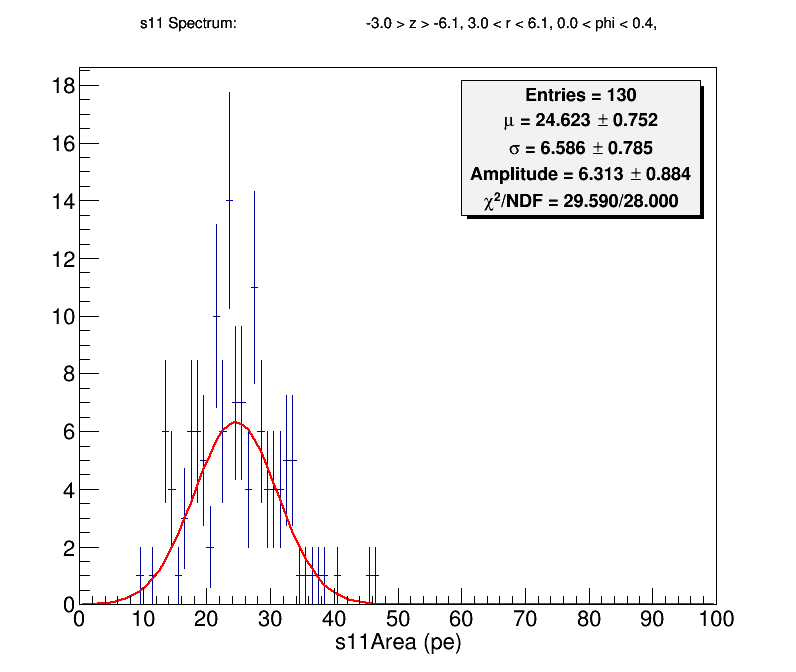 s11 Spectrum: -3.0 > z > -6.1, 3.0 < r < 6.1, 0.0 < phi < 0.4,
Entries = 130
μ = 24.623 ± 0.752
σ = 6.586 ± 0.785
Amplitude = 6.313 ± 0.884
χ²/NDF = 29.590/28.000
18
16
14
12
10
8
6
4
2
0
0 10 20 30 40 50 60 70 80 90 100
s11Area (pe)